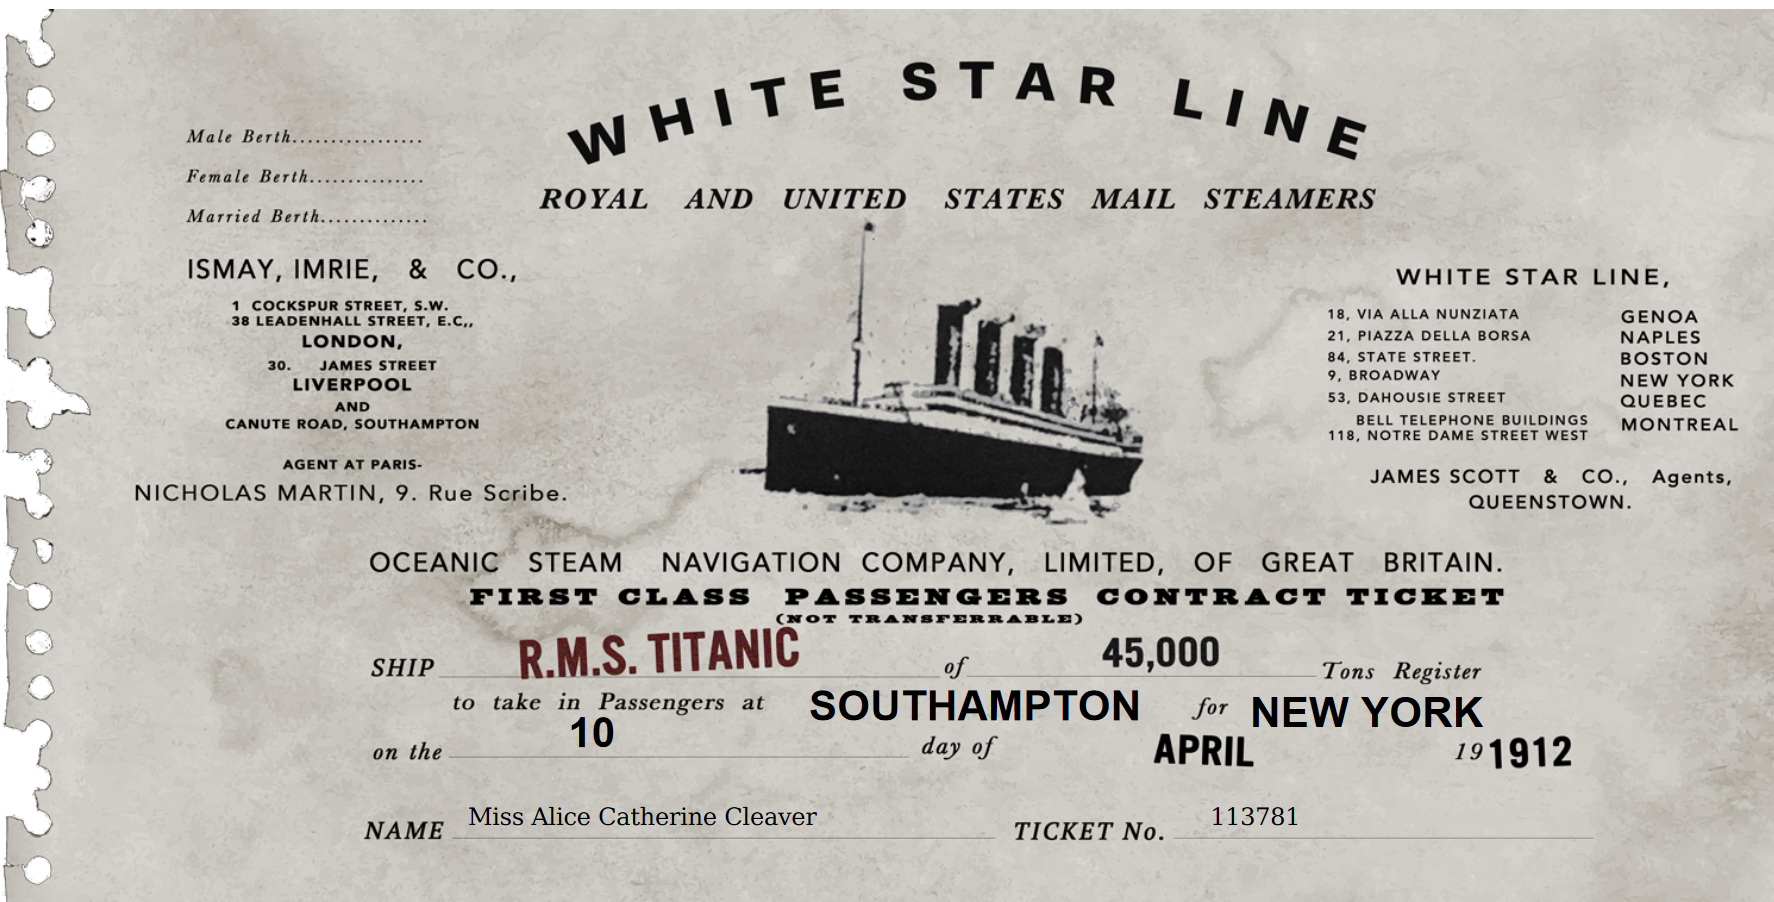 WHITE STAR LINE
ROYAL AND UNITED STATES MAIL STEAMERS
Male Berth.................
Female Berth...............
Married Berth..............
ISMAY, IMRIE, & CO.,
1 COCKSPUR STREET, S.W.
38 LEADENHALL STREET, E.C,,
LONDON,
30. JAMES STREET
LIVERPOOL
AND
CANUTE ROAD, SOUTHAMPTON
AGENT AT PARIS-
NICHOLAS MARTIN, 9. Rue Scribe.
WHITE STAR LINE,
18, VIA ALLA NUNZIATA GENOA
21, PIAZZA DELLA BORSA NAPLES
84, STATE STREET. BOSTON
9, BROADWAY NEW YORK
53, DAHOUSIE STREET QUEBEC
BELL TELEPHONE BUILDINGS MONTREAL
118, NOTRE DAME STREET WEST
JAMES SCOTT & CO., Agents,
QUEENSTOWN.
OCEANIC STEAM NAVIGATION COMPANY, LIMITED, OF GREAT BRITAIN.
FIRST CLASS PASSENGERS CONTRACT TICKET
(NOT TRANSFERRABLE)
SHIP R.M.S. TITANIC of 45,000 Tons Register
to take in Passengers at SOUTHAMPTON for NEW YORK
on the 10 day of APRIL 19 1912
NAME Miss Alice Catherine Cleaver TICKET No. 113781